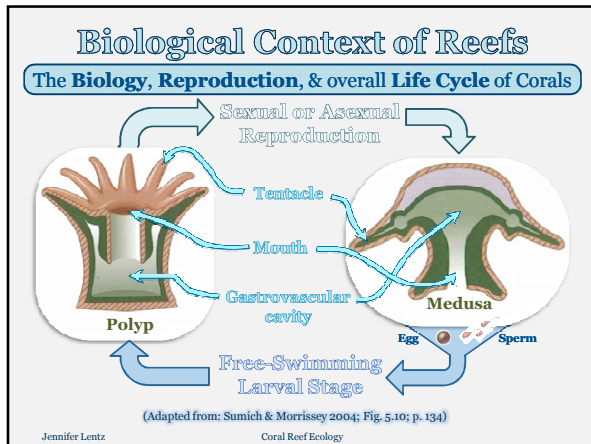 Biological Context of Reefs
The Biology, Reproduction, & overall Life Cycle of Corals
Sexual or Asexual
Reproduction
Tentacle
Mouth
Gastrovascular
cavity
Polyp
Medusa
Egg
Sperm
Free-Swimming
Larval Stage
(Adapted from: Sumich & Morrissey 2004; Fig. 5.10; p. 134)
Jennifer Lentz
Coral Reef Ecology